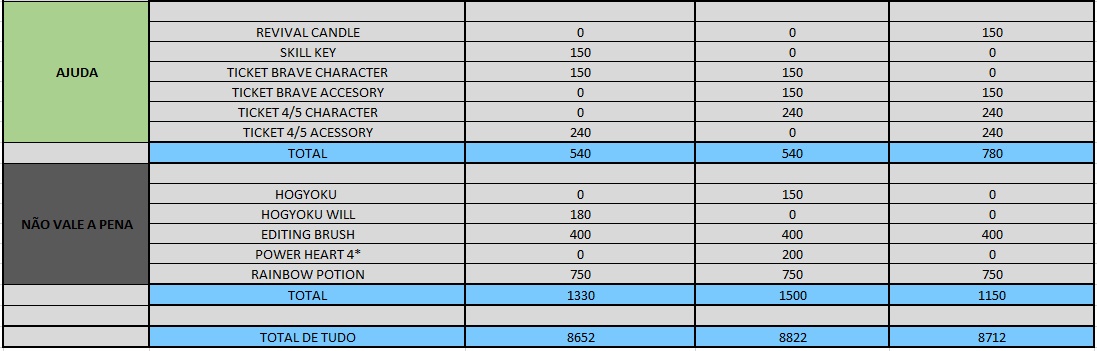 AJUDA
REVIVAL CANDLE 0 0 150
SKILL KEY 150 0 0
TICKET BRAVE CHARACTER 150 150 0
TICKET BRAVE ACCESORY 0 150 150
TICKET 4/5 CHARACTER 0 240 240
TICKET 4/5 ACESSORY 240 0 240
TOTAL 540 540 780
NÃO VALE A PENA
HOGYOKU 0 150 0
HOGYOKU WILL 180 0 0
EDITING BRUSH 400 400 400
POWER HEART 4* 0 200 0
RAINBOW POTION 750 750 750
TOTAL 1330 1500 1150
TOTAL DE TUDO 8652 8822 8712